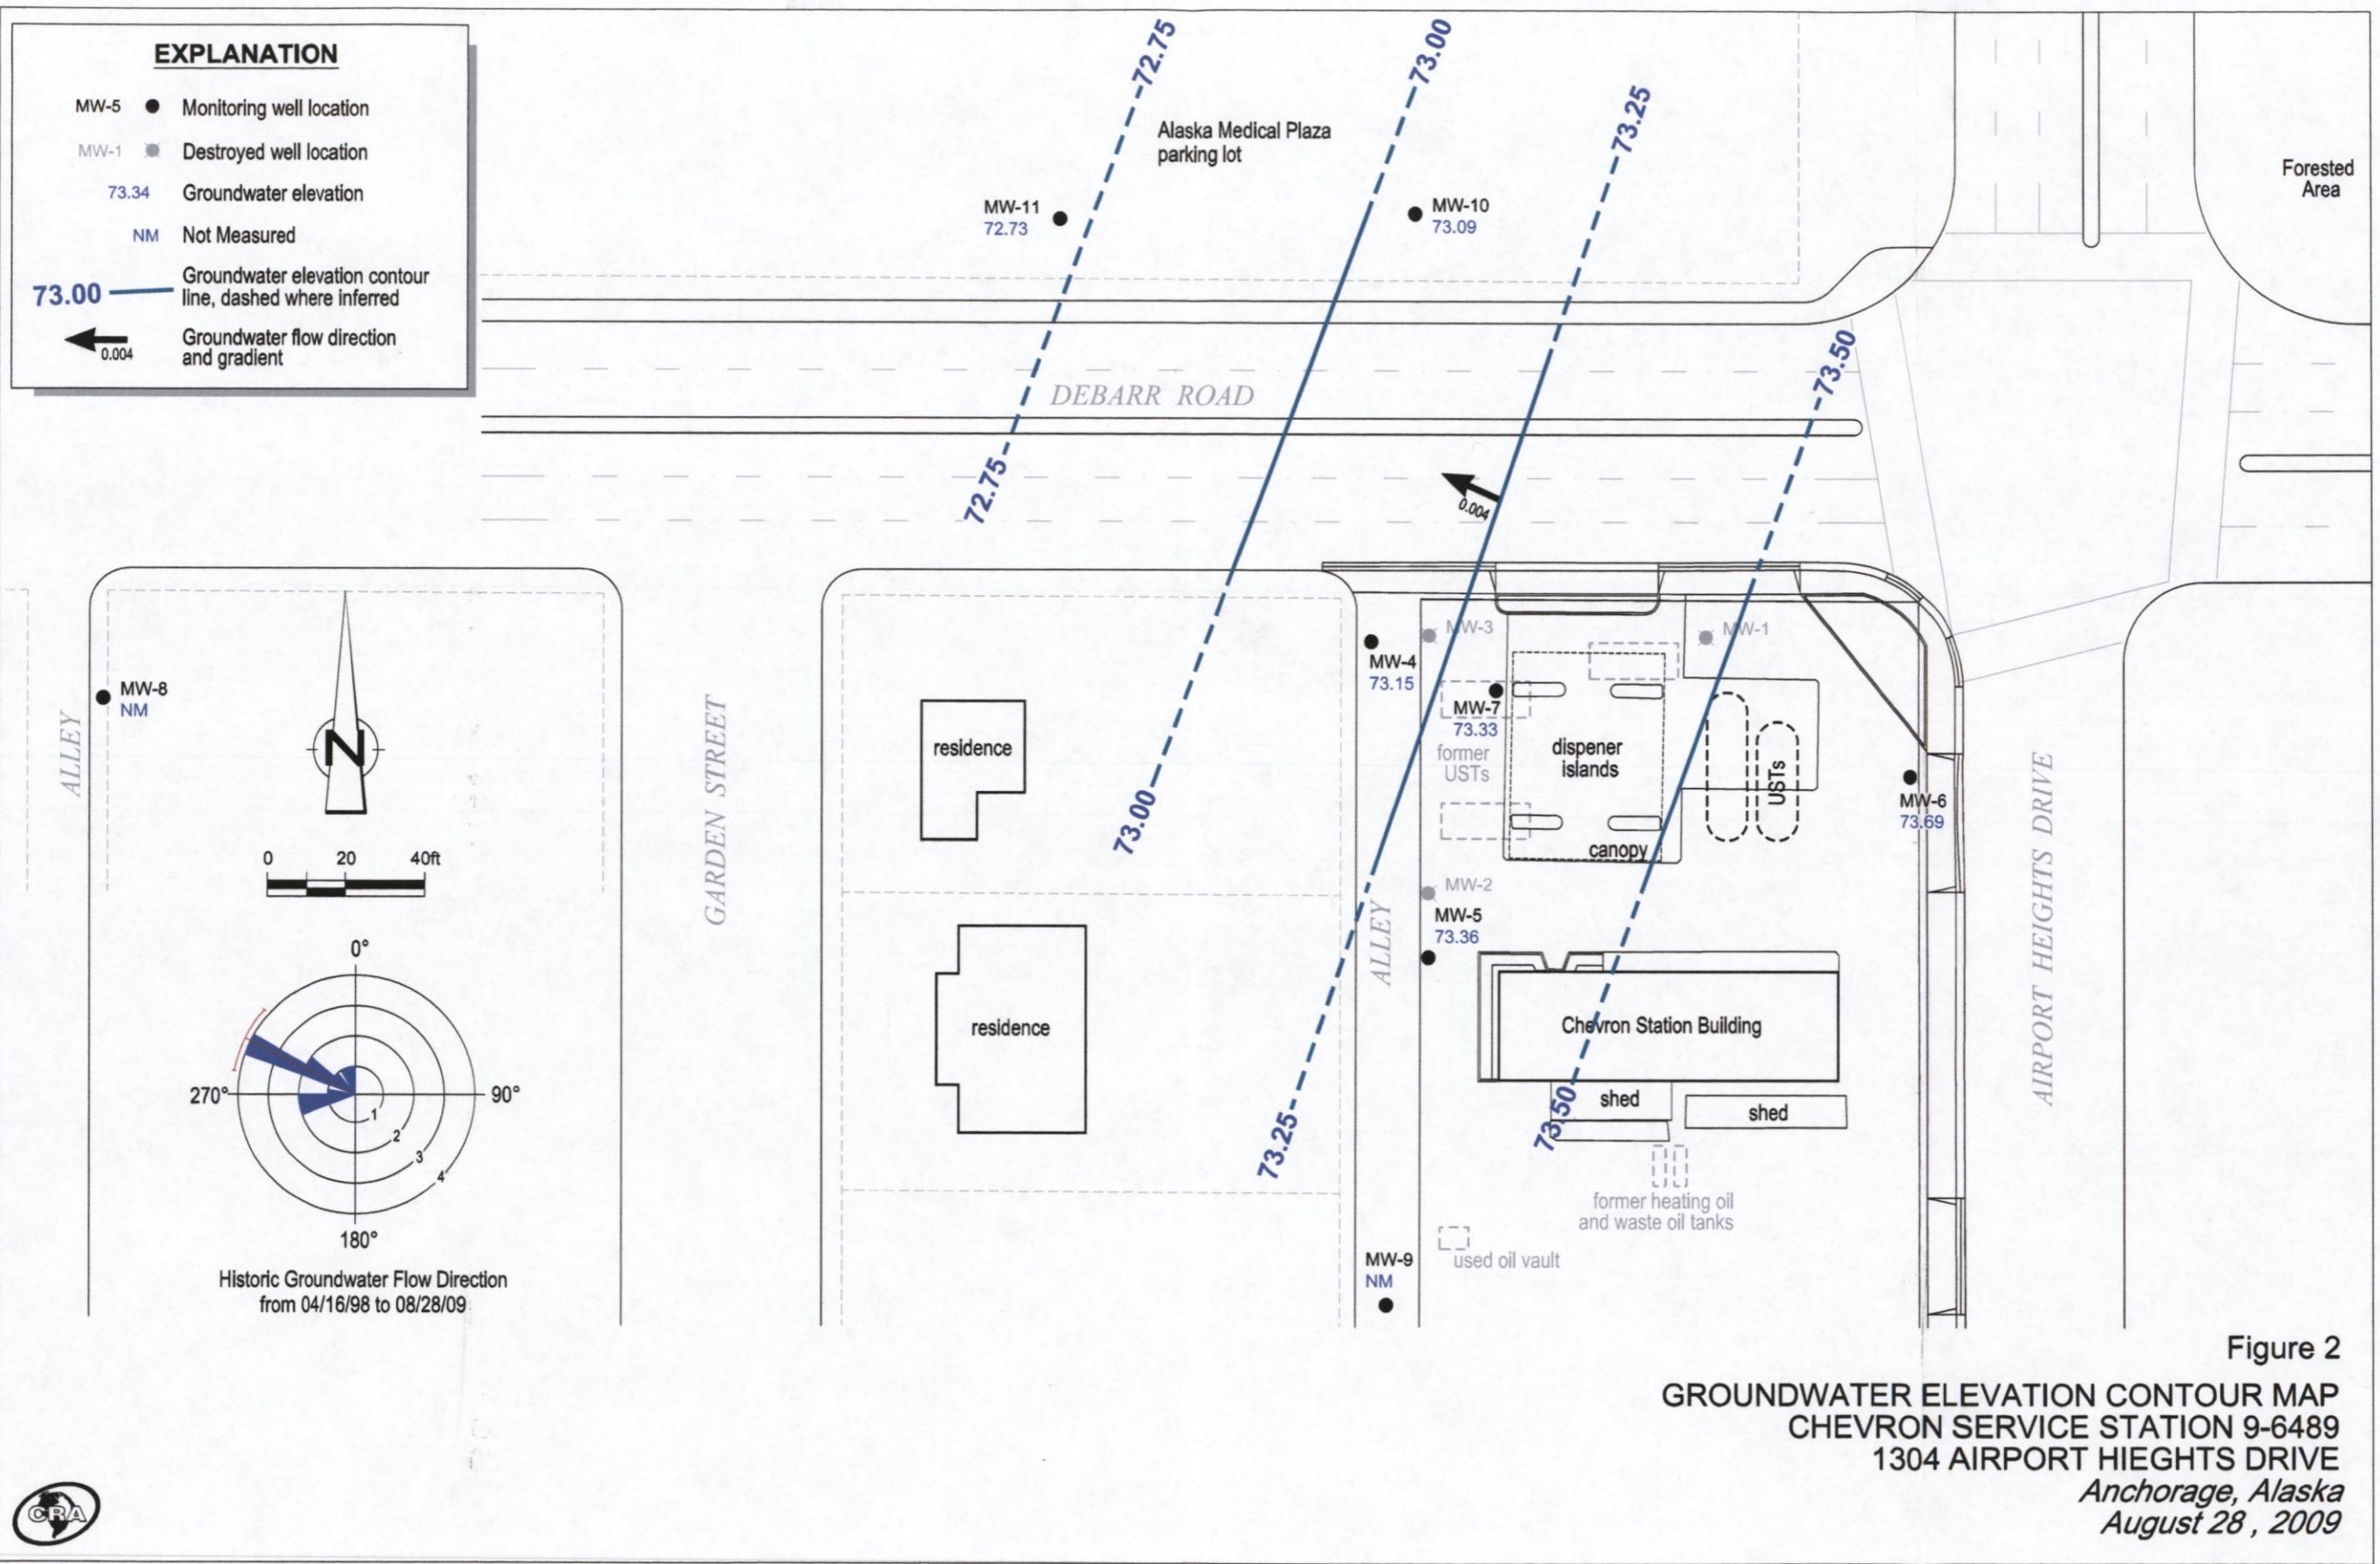 EXPLANATION
MW-5 Monitoring well location
MW-1 Destroyed well location
73.34 Groundwater elevation
NM Not Measured
73.00 Groundwater elevation contour
line, dashed where inferred
0.004 Groundwater flow direction
and gradient
72.75
73.00
73.25
Alaska Medical Plaza
parking lot
Forested
Area
MW-11
72.73
MW-10
73.09
73.50
DEBARR ROAD
72.75
0.004
MW-3
MW-1
MW-4
73.15
MW-8
NM
MW-7
73.33
former
USTs
dispener
islands
USTs
residence
ALLEY
N
GARDEN STREET
73.00
MW-6
73.69
AIRPORT HEIGHTS DRIVE
canopy
0 20 40ft
MW-2
MW-5
73.36
ALLEY
0°
270°
90°
180°
1
2
3
4
residence
Chevron Station Building
73.25
73.50
shed
shed
former heating oil
and waste oil tanks
used oil vault
MW-9
NM
Historic Groundwater Flow Direction
from 04/16/98 to 08/28/09
Figure 2
GROUNDWATER ELEVATION CONTOUR MAP
CHEVRON SERVICE STATION 9-6489
1304 AIRPORT HIEGHTS DRIVE
Anchorage, Alaska
August 28 , 2009
CRA